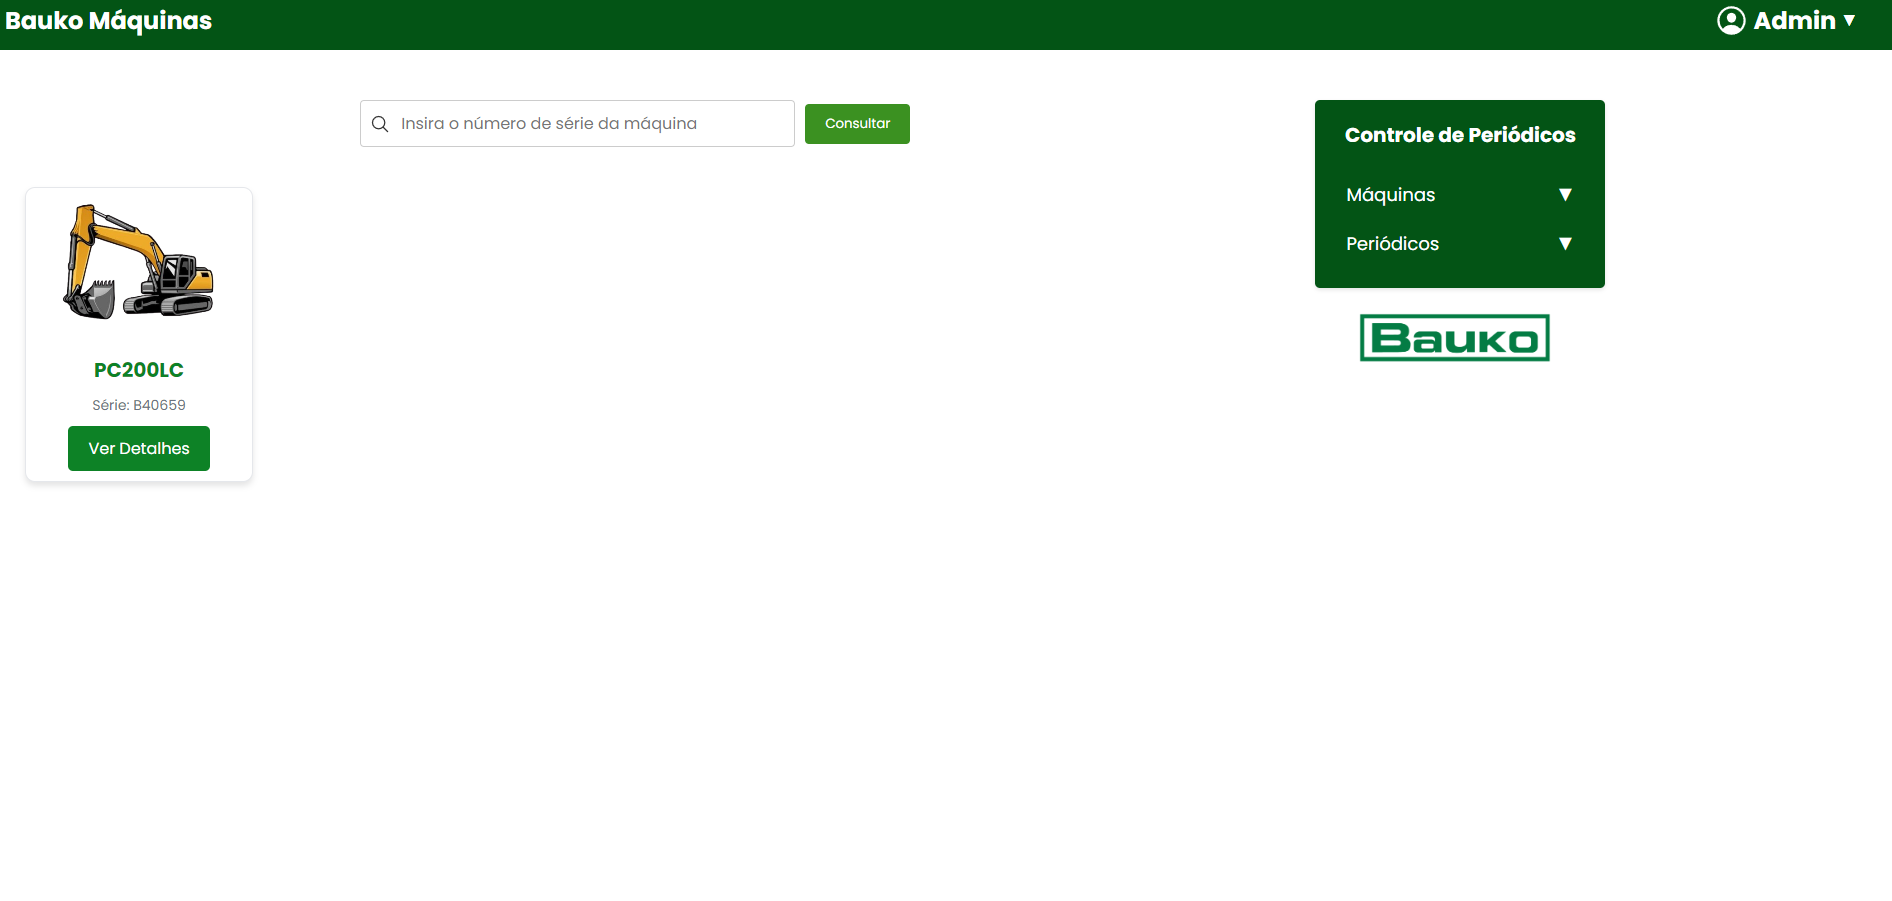 Bauko Máquinas
Admin ▼
Insira o número de série da máquina
Consultar
PC200LC
Série: B40659
Ver Detalhes
Controle de Periódicos
Máquinas ▼
Periódicos ▼
Bauko